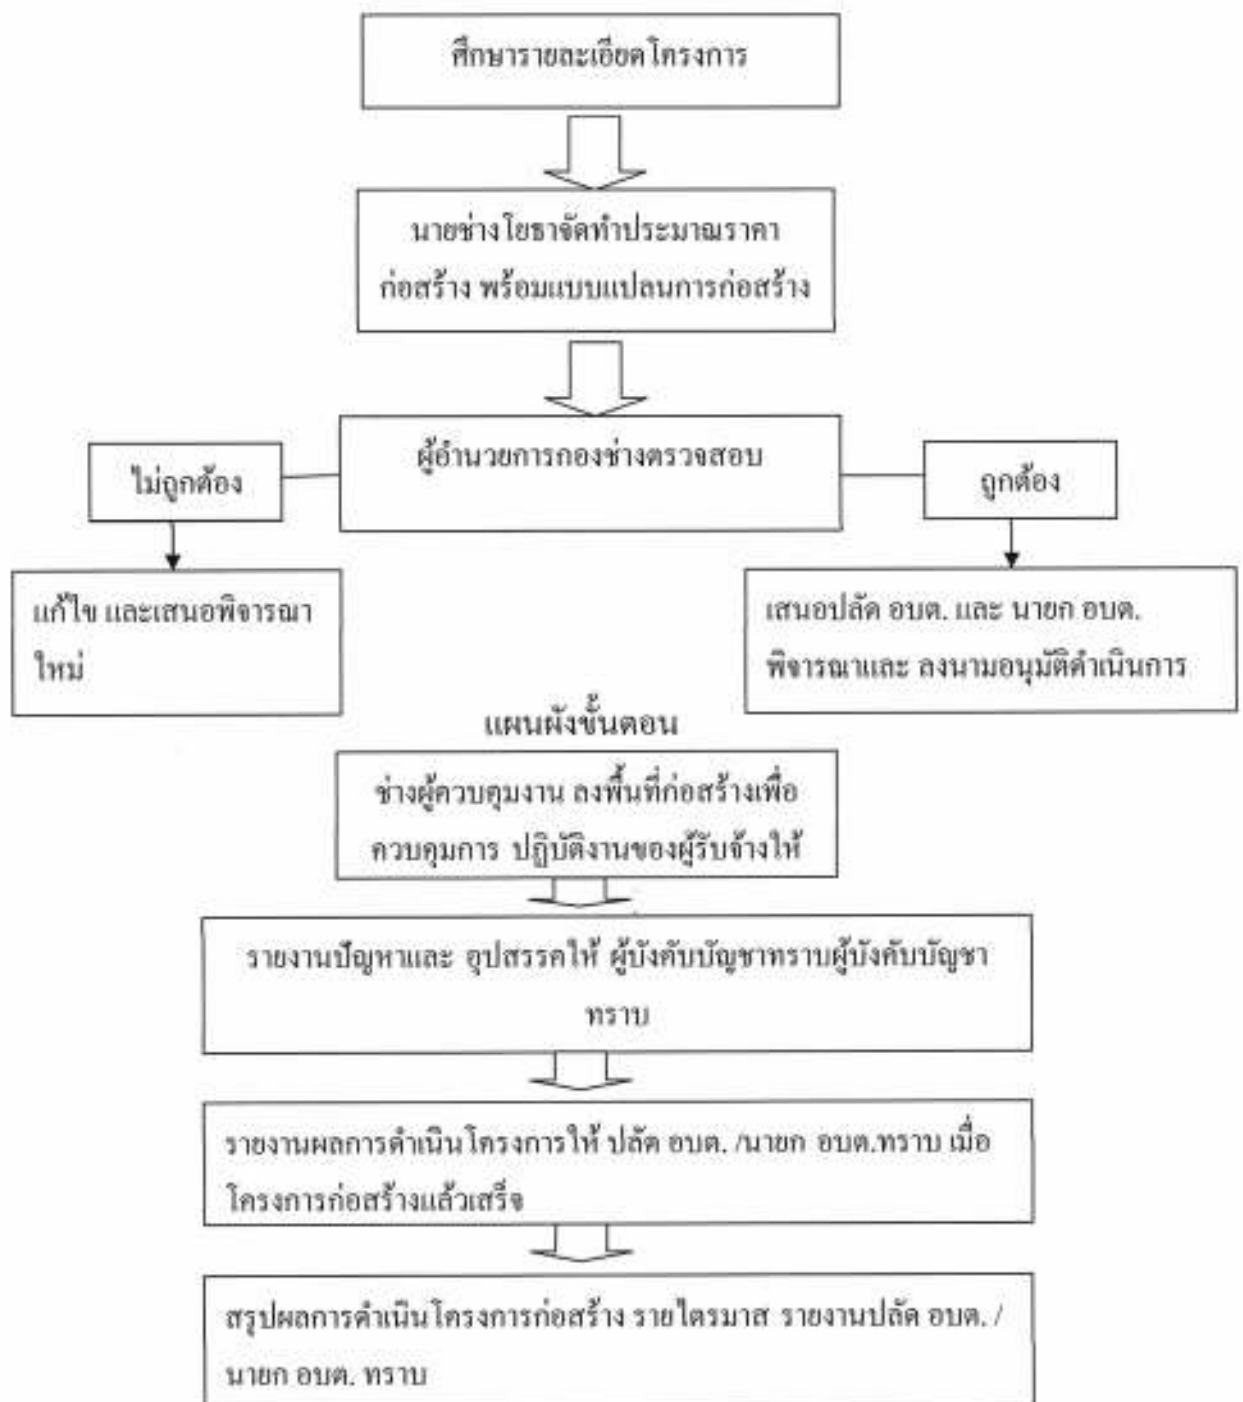 ศึกษารายละเอียดโครงการ
นายช่างโยธาจัดทำประมาณราคา
ก่อสร้าง พร้อมแบบแปลนการก่อสร้าง
ผู้อำนวยการกองช่างตรวจสอบ
ไม่ถูกต้อง
ถูกต้อง
แก้ไข และเสนอพิจารณา
ใหม่
เสนอปลัด อบต. และ นายก อบต.
พิจารณาและ ลงนามอนุมัติดำเนินการ
แผนผังขั้นตอน
ช่างผู้ควบคุมงาน ลงพื้นที่ก่อสร้างเพื่อ
ควบคุมการ ปฏิบัติงานของผู้รับจ้างให้
รายงานปัญหาและ อุปสรรคให้ ผู้บังคับบัญชาทราบผู้บังคับบัญชา
ทราบ
รายงานผลการดำเนินโครงการให้ ปลัด อบต. /นายก อบต.ทราบ เมื่อ
โครงการก่อสร้างแล้วเสร็จ
สรุปผลการดำเนินโครงการก่อสร้าง รายไตรมาส รายงานปลัด อบต. /
นายก อบต. ทราบ